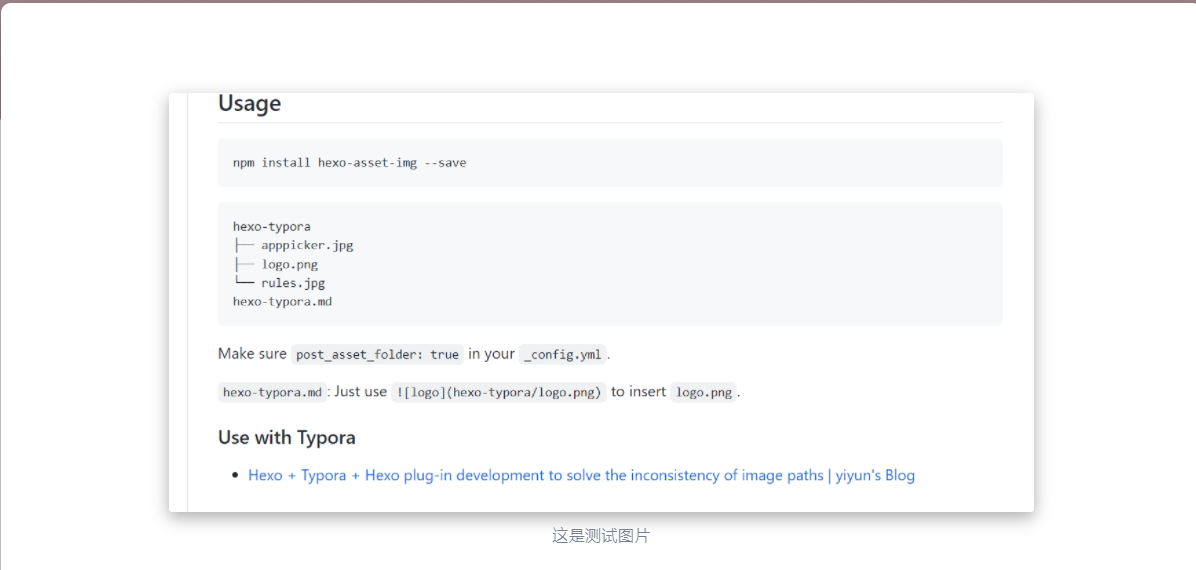 Usage
npm install hexo-asset-img --save
hexo-typora
├── apppicker.jpg
├── logo.png
└── rules.jpg
hexo-typora.md
Make sure post_asset_folder: true in your _config.yml.
hexo-typora.md: Just use ![logo](hexo-typora/logo.png) to insert logo.png.
Use with Typora
• Hexo + Typora + Hexo plug-in development to solve the inconsistency of image paths | yiyun's Blog
这是测试图片